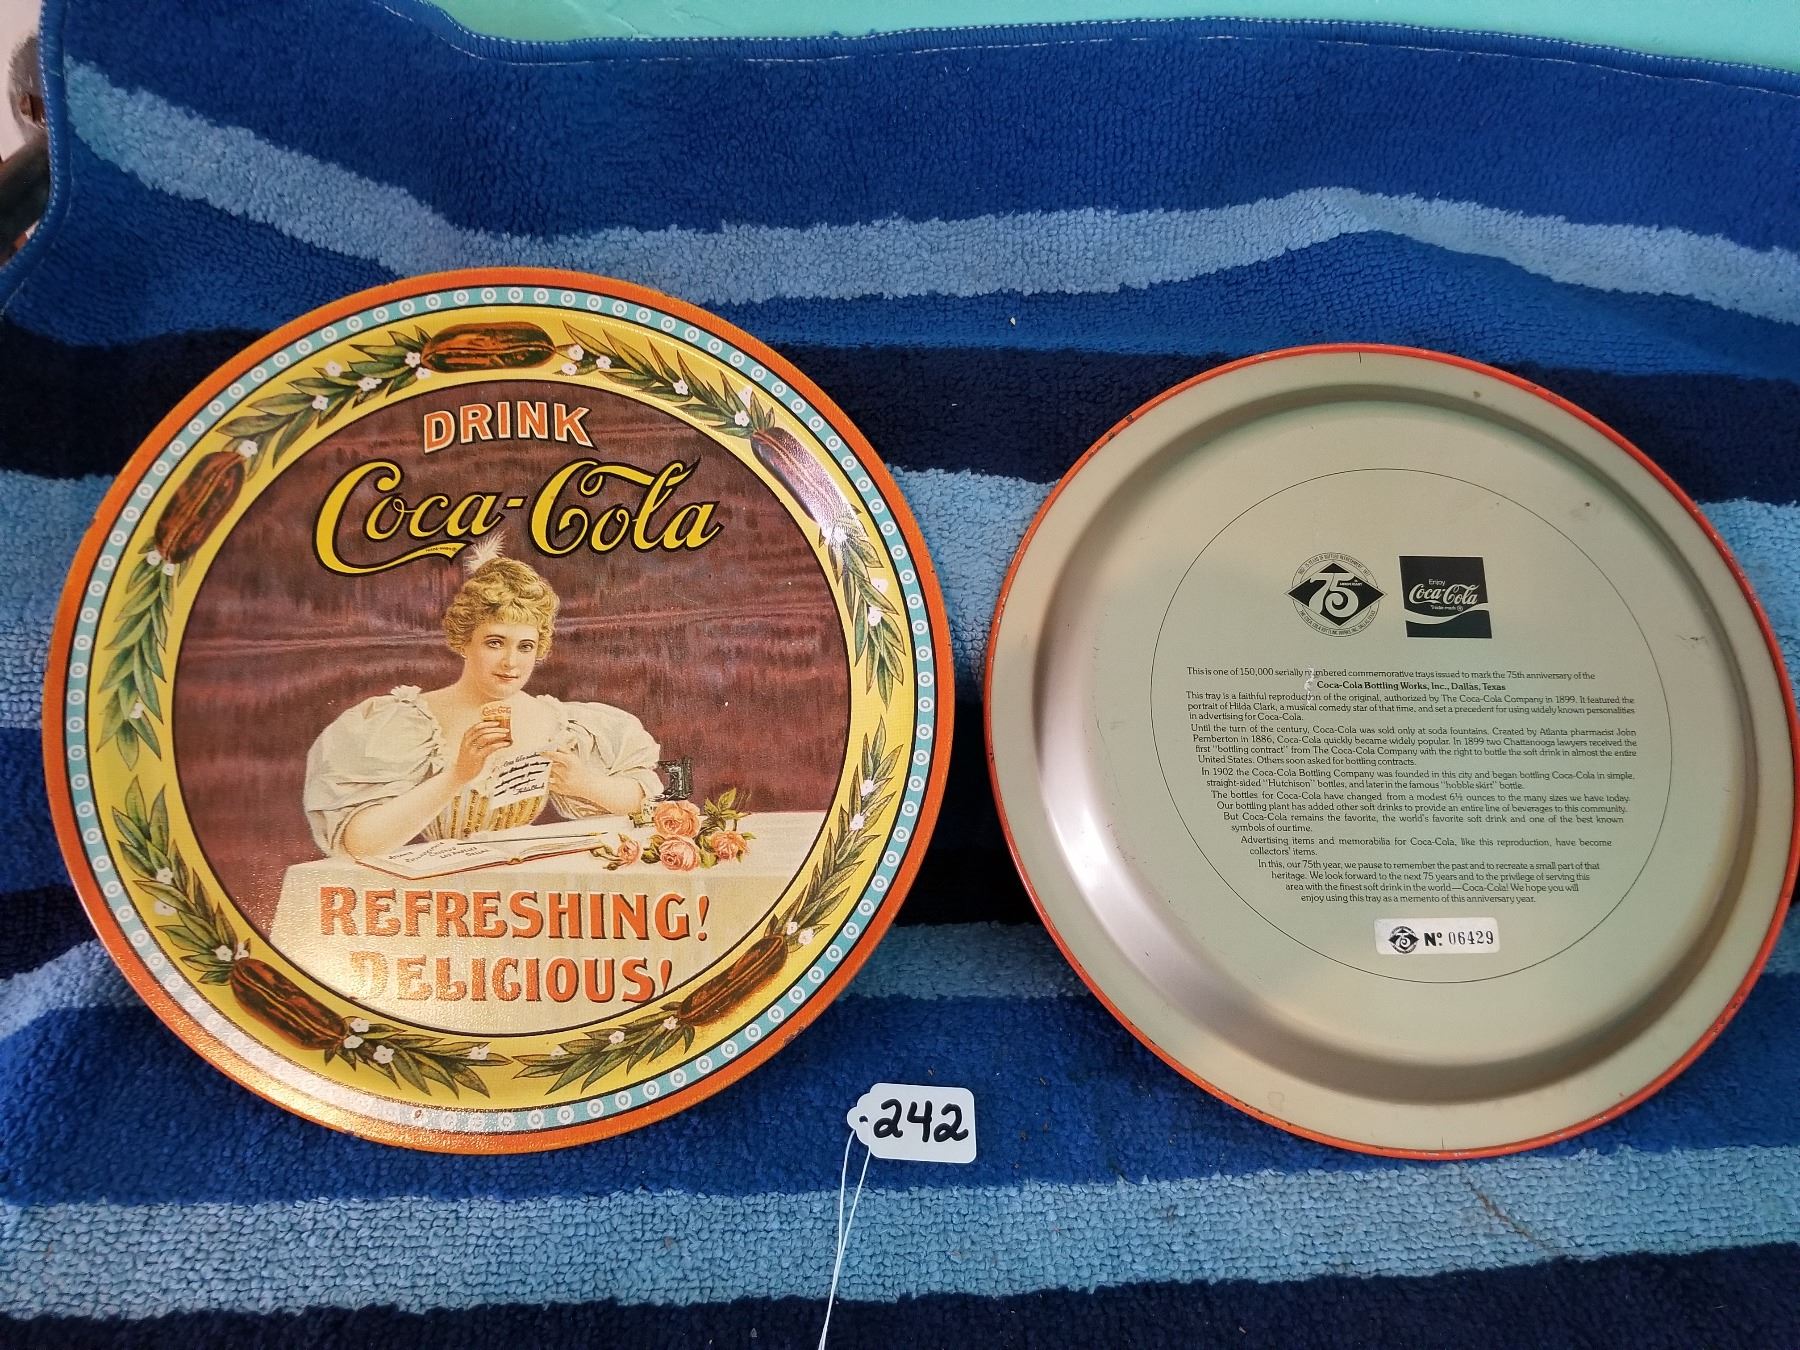 DRINK
Coca-Cola
TRADE-MARK ®
Coca-Cola
REFRESHING!
DELICIOUS!
242
75
ANNIVERSARY
Enjoy
Coca-Cola
Trade-mark ®
This is one of 150,000 serially numbered commemorative trays issued to mark the 75th anniversary of the
Coca-Cola Bottling Works, Inc., Dallas, Texas
This tray is a faithful reproduction of the original, authorized by The Coca-Cola Company in 1899. It featured the
portrait of Hilda Clark, a musical comedy star of that time, and set a precedent for using widely known personalities
in advertising for Coca-Cola.
Until the turn of the century, Coca-Cola was sold only at soda fountains. Created by Atlanta pharmacist John
Pemberton in 1886, Coca-Cola quickly became widely popular. In 1899 two Chattanooga lawyers received the
first "bottling contract" from The Coca-Cola Company with the right to bottle the soft drink in almost the entire
United States. Others soon asked for bottling contracts.
In 1902 the Coca-Cola Bottling Company was founded in this city and began bottling Coca-Cola in simple,
straight-sided "Hutchison" bottles, and later in the famous "hobble skirt" bottle.
The bottles for Coca-Cola have changed from a modest 6½ ounces to the many sizes we have today.
Our bottling plant has added other soft drinks to provide an entire line of beverages to this community.
But Coca-Cola remains the favorite, the world's favorite soft drink and one of the best known
symbols of our time.
Advertising items and memorabilia for Coca-Cola, like this reproduction, have become
collectors' items.
In this, our 75th year, we pause to remember the past and to recreate a small part of that
heritage. We look forward to the next 75 years and to the privilege of serving this
area with the finest soft drink in the world—Coca-Cola! We hope you will
enjoy using this tray as a memento of this anniversary year.
75 No. 06429